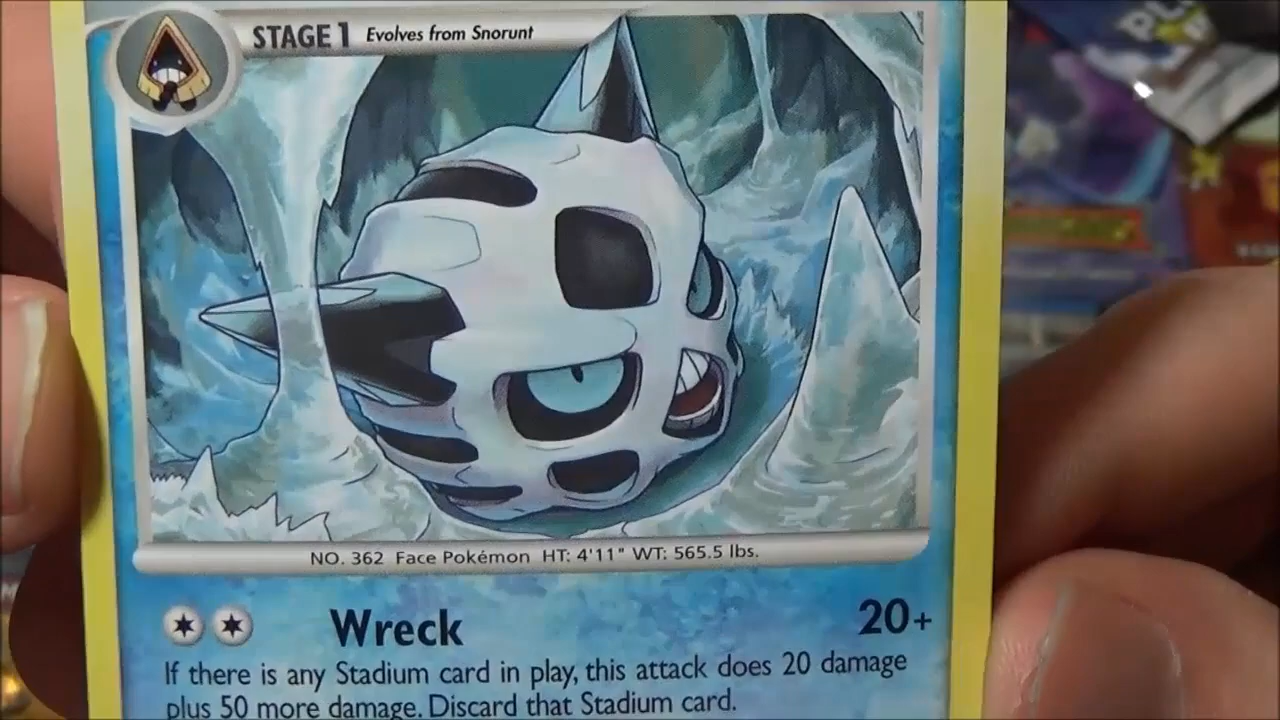 STAGE 1 Evolves from Snorunt
NO. 362 Face Pokémon HT: 4'11" WT: 565.5 lbs.
Wreck 20+
If there is any Stadium card in play, this attack does 20 damage
plus 50 more damage. Discard that Stadium card.